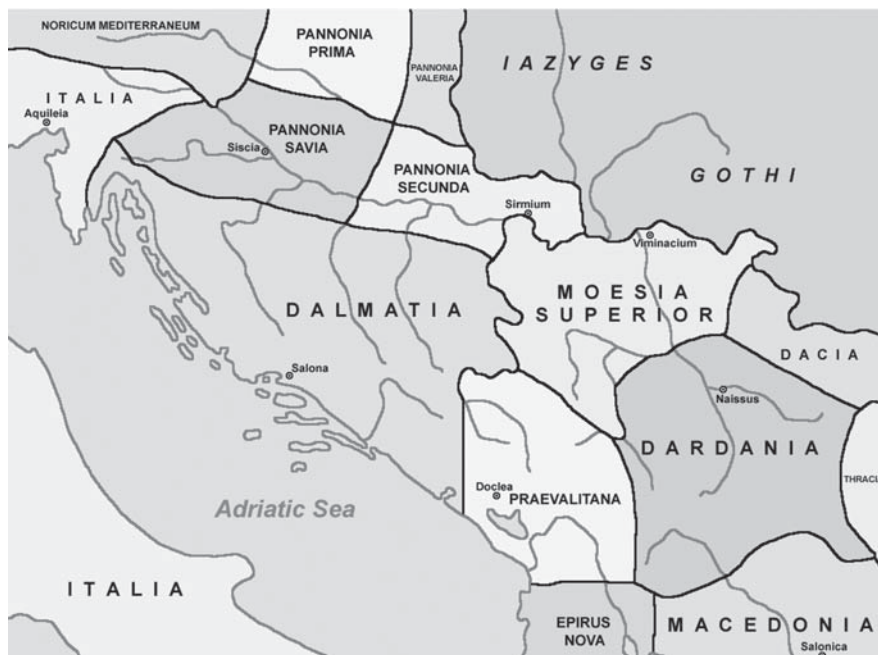 NORICUM MEDITERRANEUM
PANNONIA
PRIMA
PANNONIA
VALERIA
IAZYGES
ITALIA
Aquileia
PANNONIA
SAVIA
Siscia
PANNONIA
SECUNDA
GOTHI
Sirmium
Viminacium
DALMATIA
MOESIA
SUPERIOR
DACIA
Salona
Naissus
DARDANIA
THRACI
Doclea
PRAEVALITANA
Adriatic Sea
ITALIA
EPIRUS
NOVA
MACEDONIA
Salonica